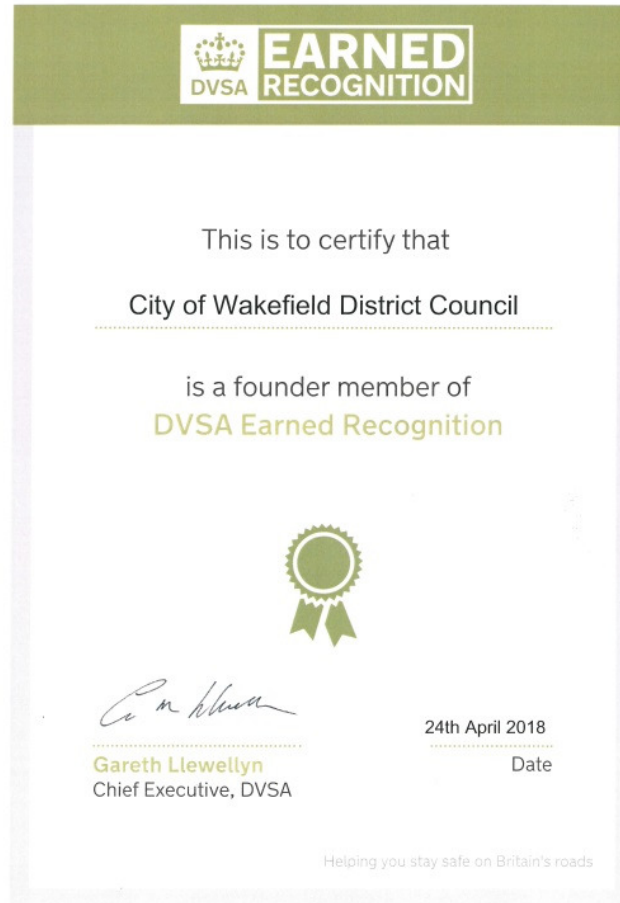 DVSA
EARNED
RECOGNITION
This is to certify that
City of Wakefield District Council
is a founder member of
DVSA Earned Recognition
24th April 2018
Gareth Llewellyn
Date
Chief Executive, DVSA
Helping you stay safe on Britain's roads